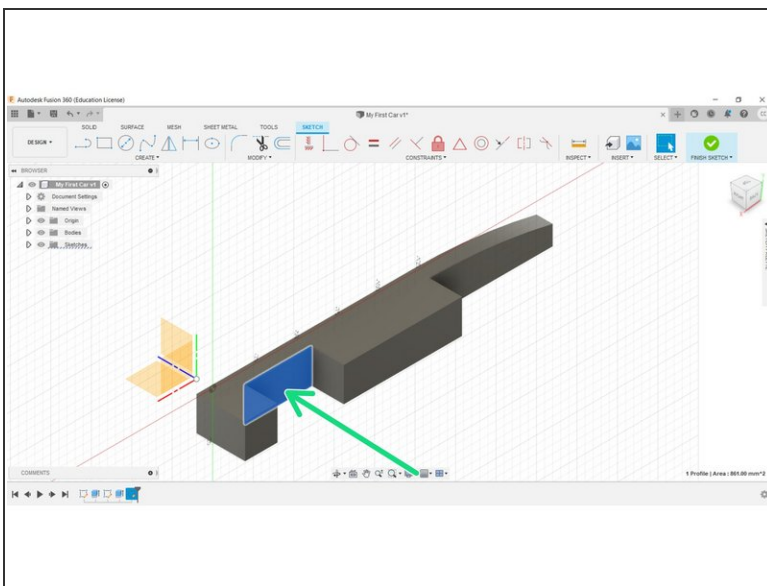 Autodesk Fusion 360 (Education License)
My First Car v1*
SOLID SURFACE MESH SHEET METAL TOOLS SKETCH
DESIGN
CREATE MODIFY CONSTRAINTS INSPECT INSERT SELECT FINISH SKETCH
BROWSER
My First Car v1
Document Settings
Named Views
Origin
Bodies
Sketches
COMMENTS
1 Profile | Area : 801.00 mm^2